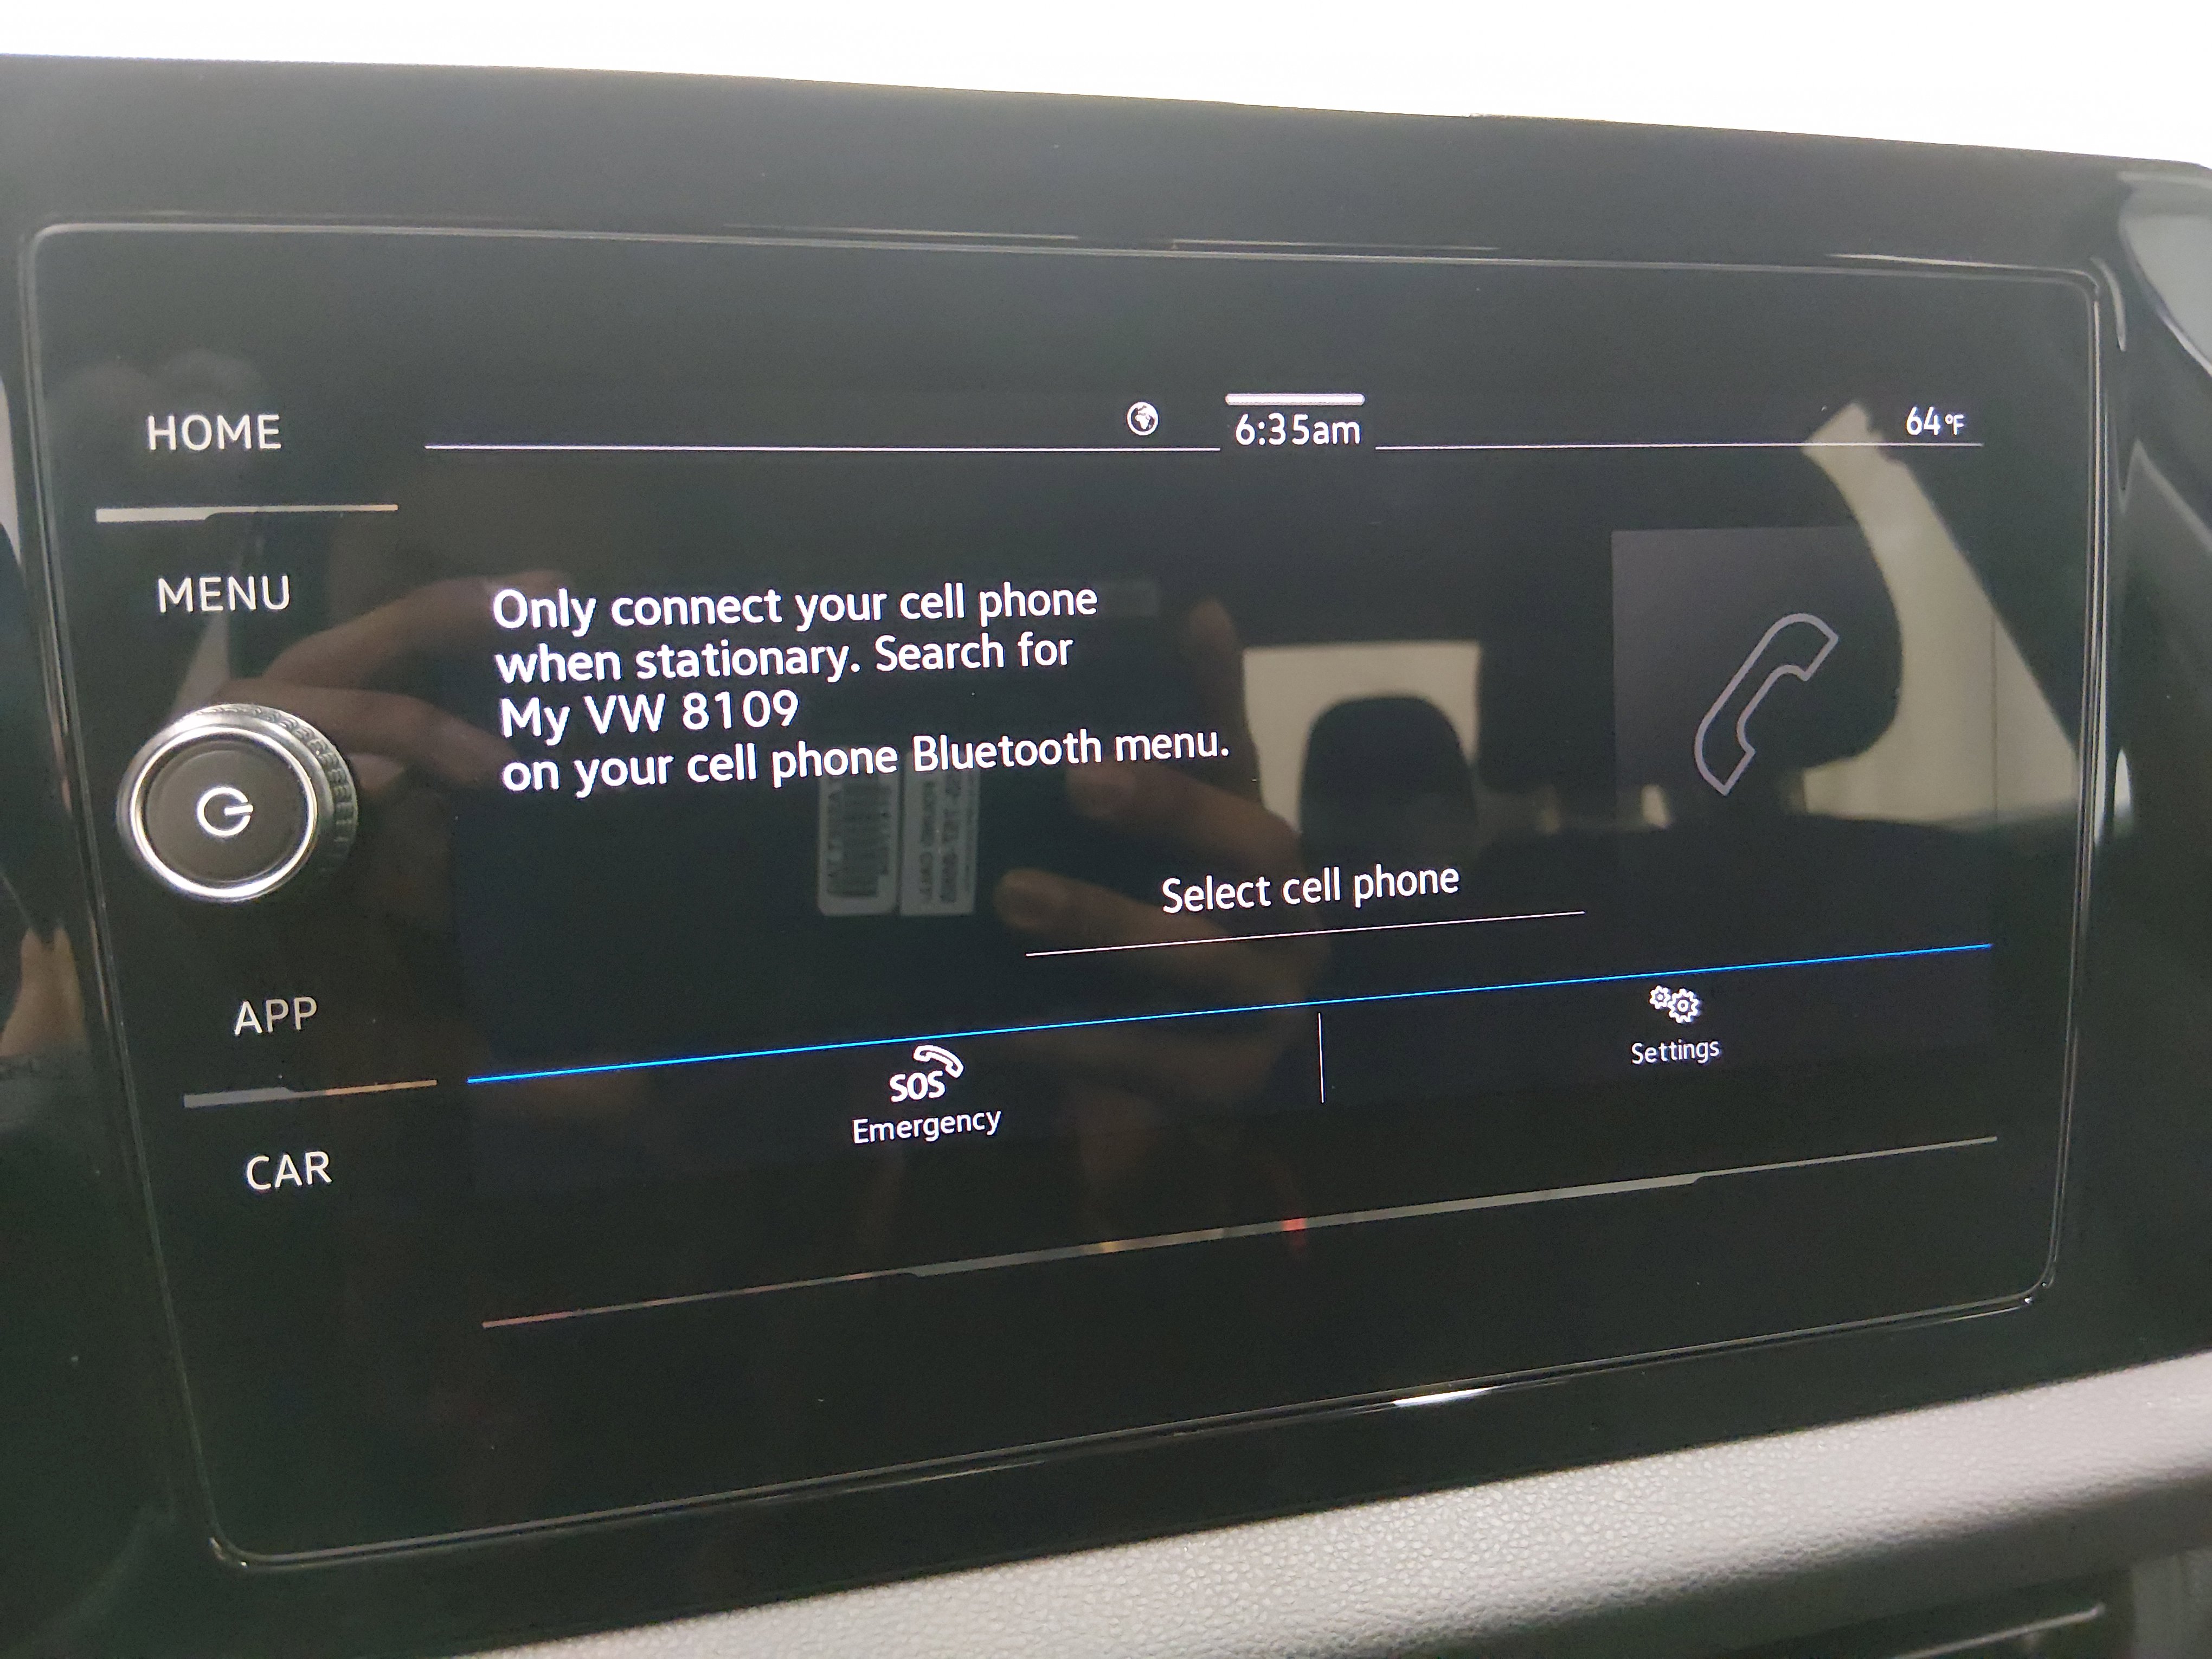 HOME
6:35am
64°F
MENU
Only connect your cell phone
when stationary. Search for
My VW 8109
on your cell phone Bluetooth menu.
Select cell phone
APP
SOS
Emergency
Settings
CAR